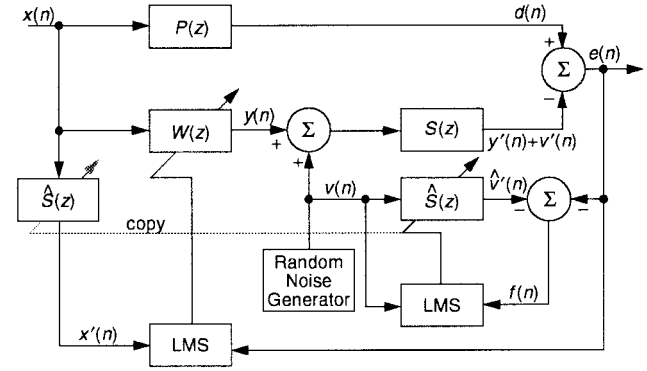 x(n)
P(z)
d(n)
+
Σ
e(n)
−
W(z)
y(n)
+
Σ
+
S(z)
y'(n)+v'(n)
Ŝ(z)
v(n)
Ŝ(z)
v̂'(n)
−
Σ
−
copy
Random
Noise
Generator
LMS
f(n)
x'(n)
LMS